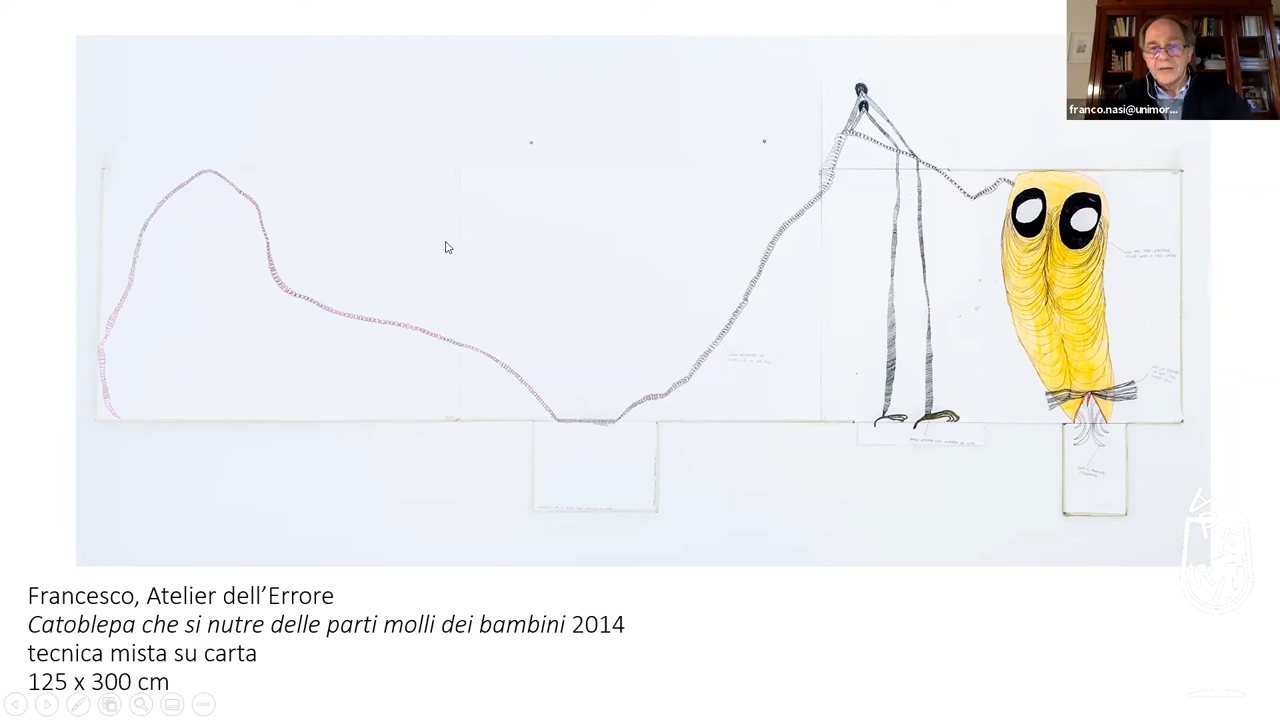 franco.nasi@unimor...
Francesco, Atelier dell’Errore
Catoblepa che si nutre delle parti molli dei bambini 2014
tecnica mista su carta
125 x 300 cm